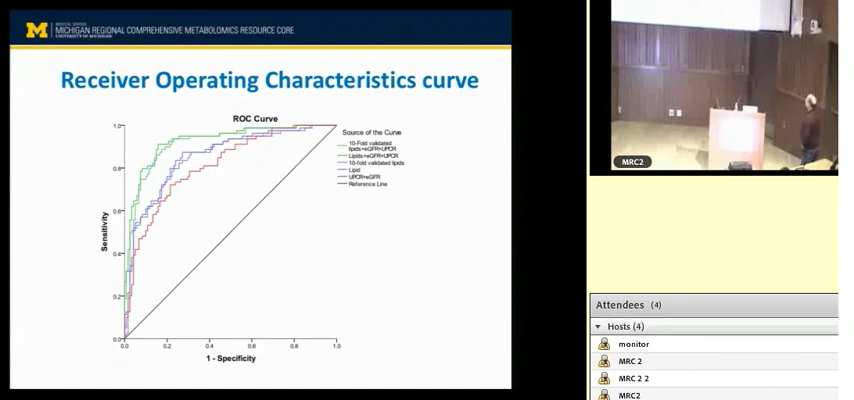 M
MEDICAL SCHOOL
MICHIGAN REGIONAL COMPREHENSIVE METABOLOMICS RESOURCE CORE
UNIVERSITY OF MICHIGAN
Receiver Operating Characteristics curve
ROC Curve
Source of the Curve
10-Fold validated
lipids+eGFR+UPCR
Lipids+eGFR+UPCR
10-fold validated lipids
Lipid
UPCR+eGFR
Reference Line
Sensitivity
1.0
0.8
0.6
0.4
0.2
0.0
0.0 0.2 0.4 0.6 0.8 1.0
1 - Specificity
MRC2
Attendees (4)
Hosts (4)
monitor
MRC 2
MRC 2 2
MRC2